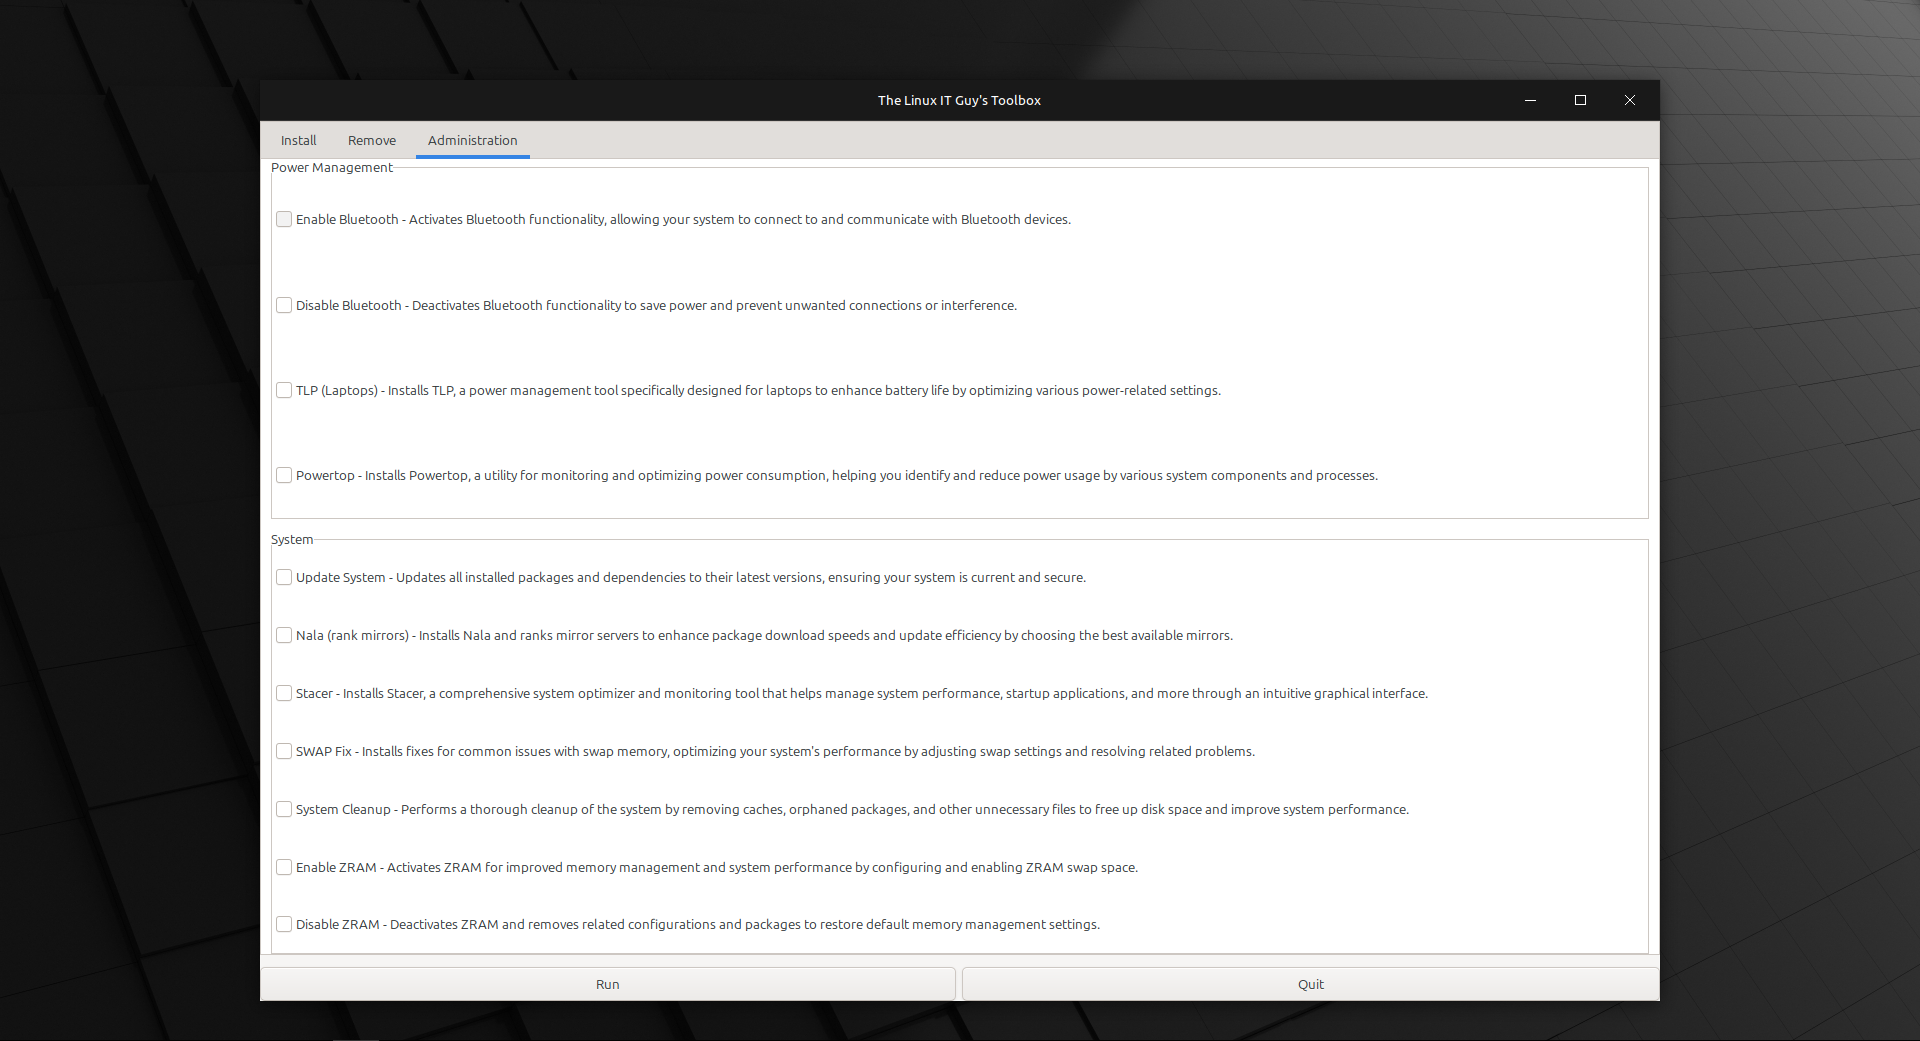 The Linux IT Guy's Toolbox
Install Remove Administration
Power Management
Enable Bluetooth - Activates Bluetooth functionality, allowing your system to connect to and communicate with Bluetooth devices.
Disable Bluetooth - Deactivates Bluetooth functionality to save power and prevent unwanted connections or interference.
TLP (Laptops) - Installs TLP, a power management tool specifically designed for laptops to enhance battery life by optimizing various power-related settings.
Powertop - Installs Powertop, a utility for monitoring and optimizing power consumption, helping you identify and reduce power usage by various system components and processes.
System
Update System - Updates all installed packages and dependencies to their latest versions, ensuring your system is current and secure.
Nala (rank mirrors) - Installs Nala and ranks mirror servers to enhance package download speeds and update efficiency by choosing the best available mirrors.
Stacer - Installs Stacer, a comprehensive system optimizer and monitoring tool that helps manage system performance, startup applications, and more through an intuitive graphical interface.
SWAP Fix - Installs fixes for common issues with swap memory, optimizing your system's performance by adjusting swap settings and resolving related problems.
System Cleanup - Performs a thorough cleanup of the system by removing caches, orphaned packages, and other unnecessary files to free up disk space and improve system performance.
Enable ZRAM - Activates ZRAM for improved memory management and system performance by configuring and enabling ZRAM swap space.
Disable ZRAM - Deactivates ZRAM and removes related configurations and packages to restore default memory management settings.
Run Quit